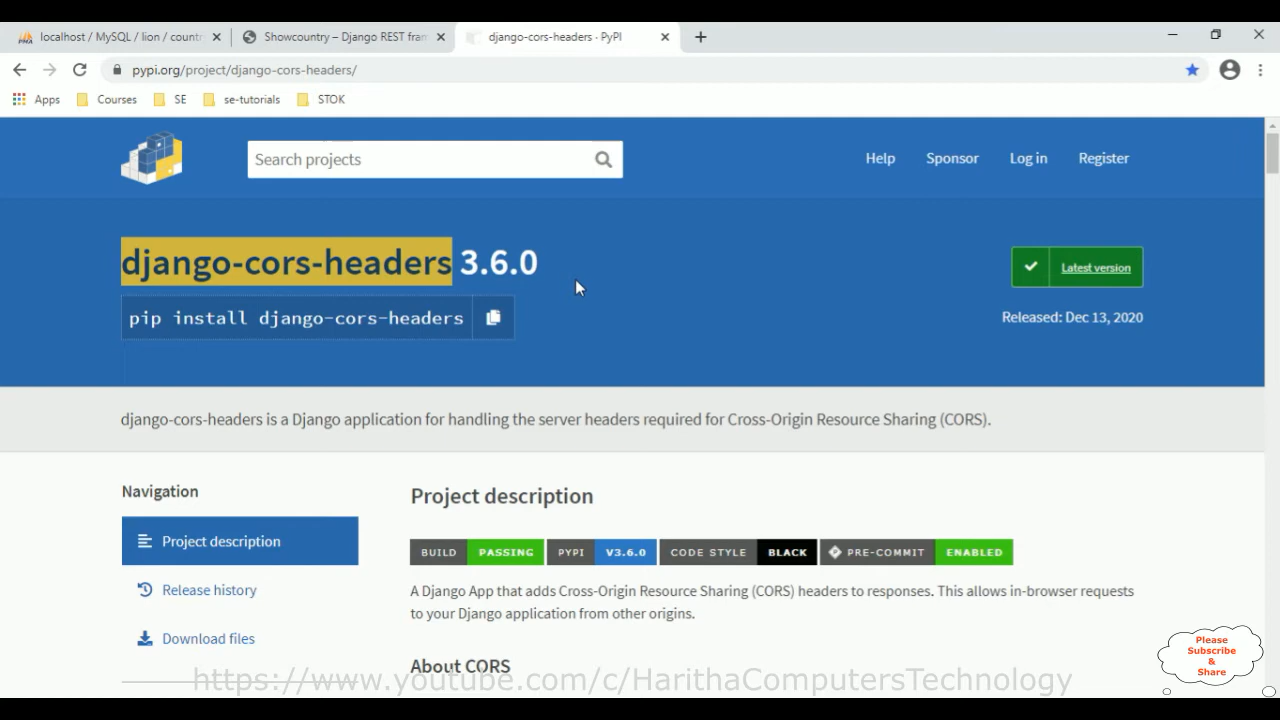 localhost / MySQL / lion / countr
Showcountry – Django REST fram
django-cors-headers · PyPI
pypi.org/project/django-cors-headers/
Apps
Courses
SE
se-tutorials
STOK
Search projects
Help
Sponsor
Log in
Register
django-cors-headers 3.6.0
Latest version
pip install django-cors-headers
Released: Dec 13, 2020
django-cors-headers is a Django application for handling the server headers required for Cross-Origin Resource Sharing (CORS).
Navigation
Project description
Release history
Download files
Project description
BUILD PASSING PYPI V3.6.0 CODE STYLE BLACK PRE-COMMIT ENABLED
A Django App that adds Cross-Origin Resource Sharing (CORS) headers to responses. This allows in-browser requests
to your Django application from other origins.
About CORS
Please
Subscribe
&
Share
https://www.youtube.com/c/HarithaComputersTechnology